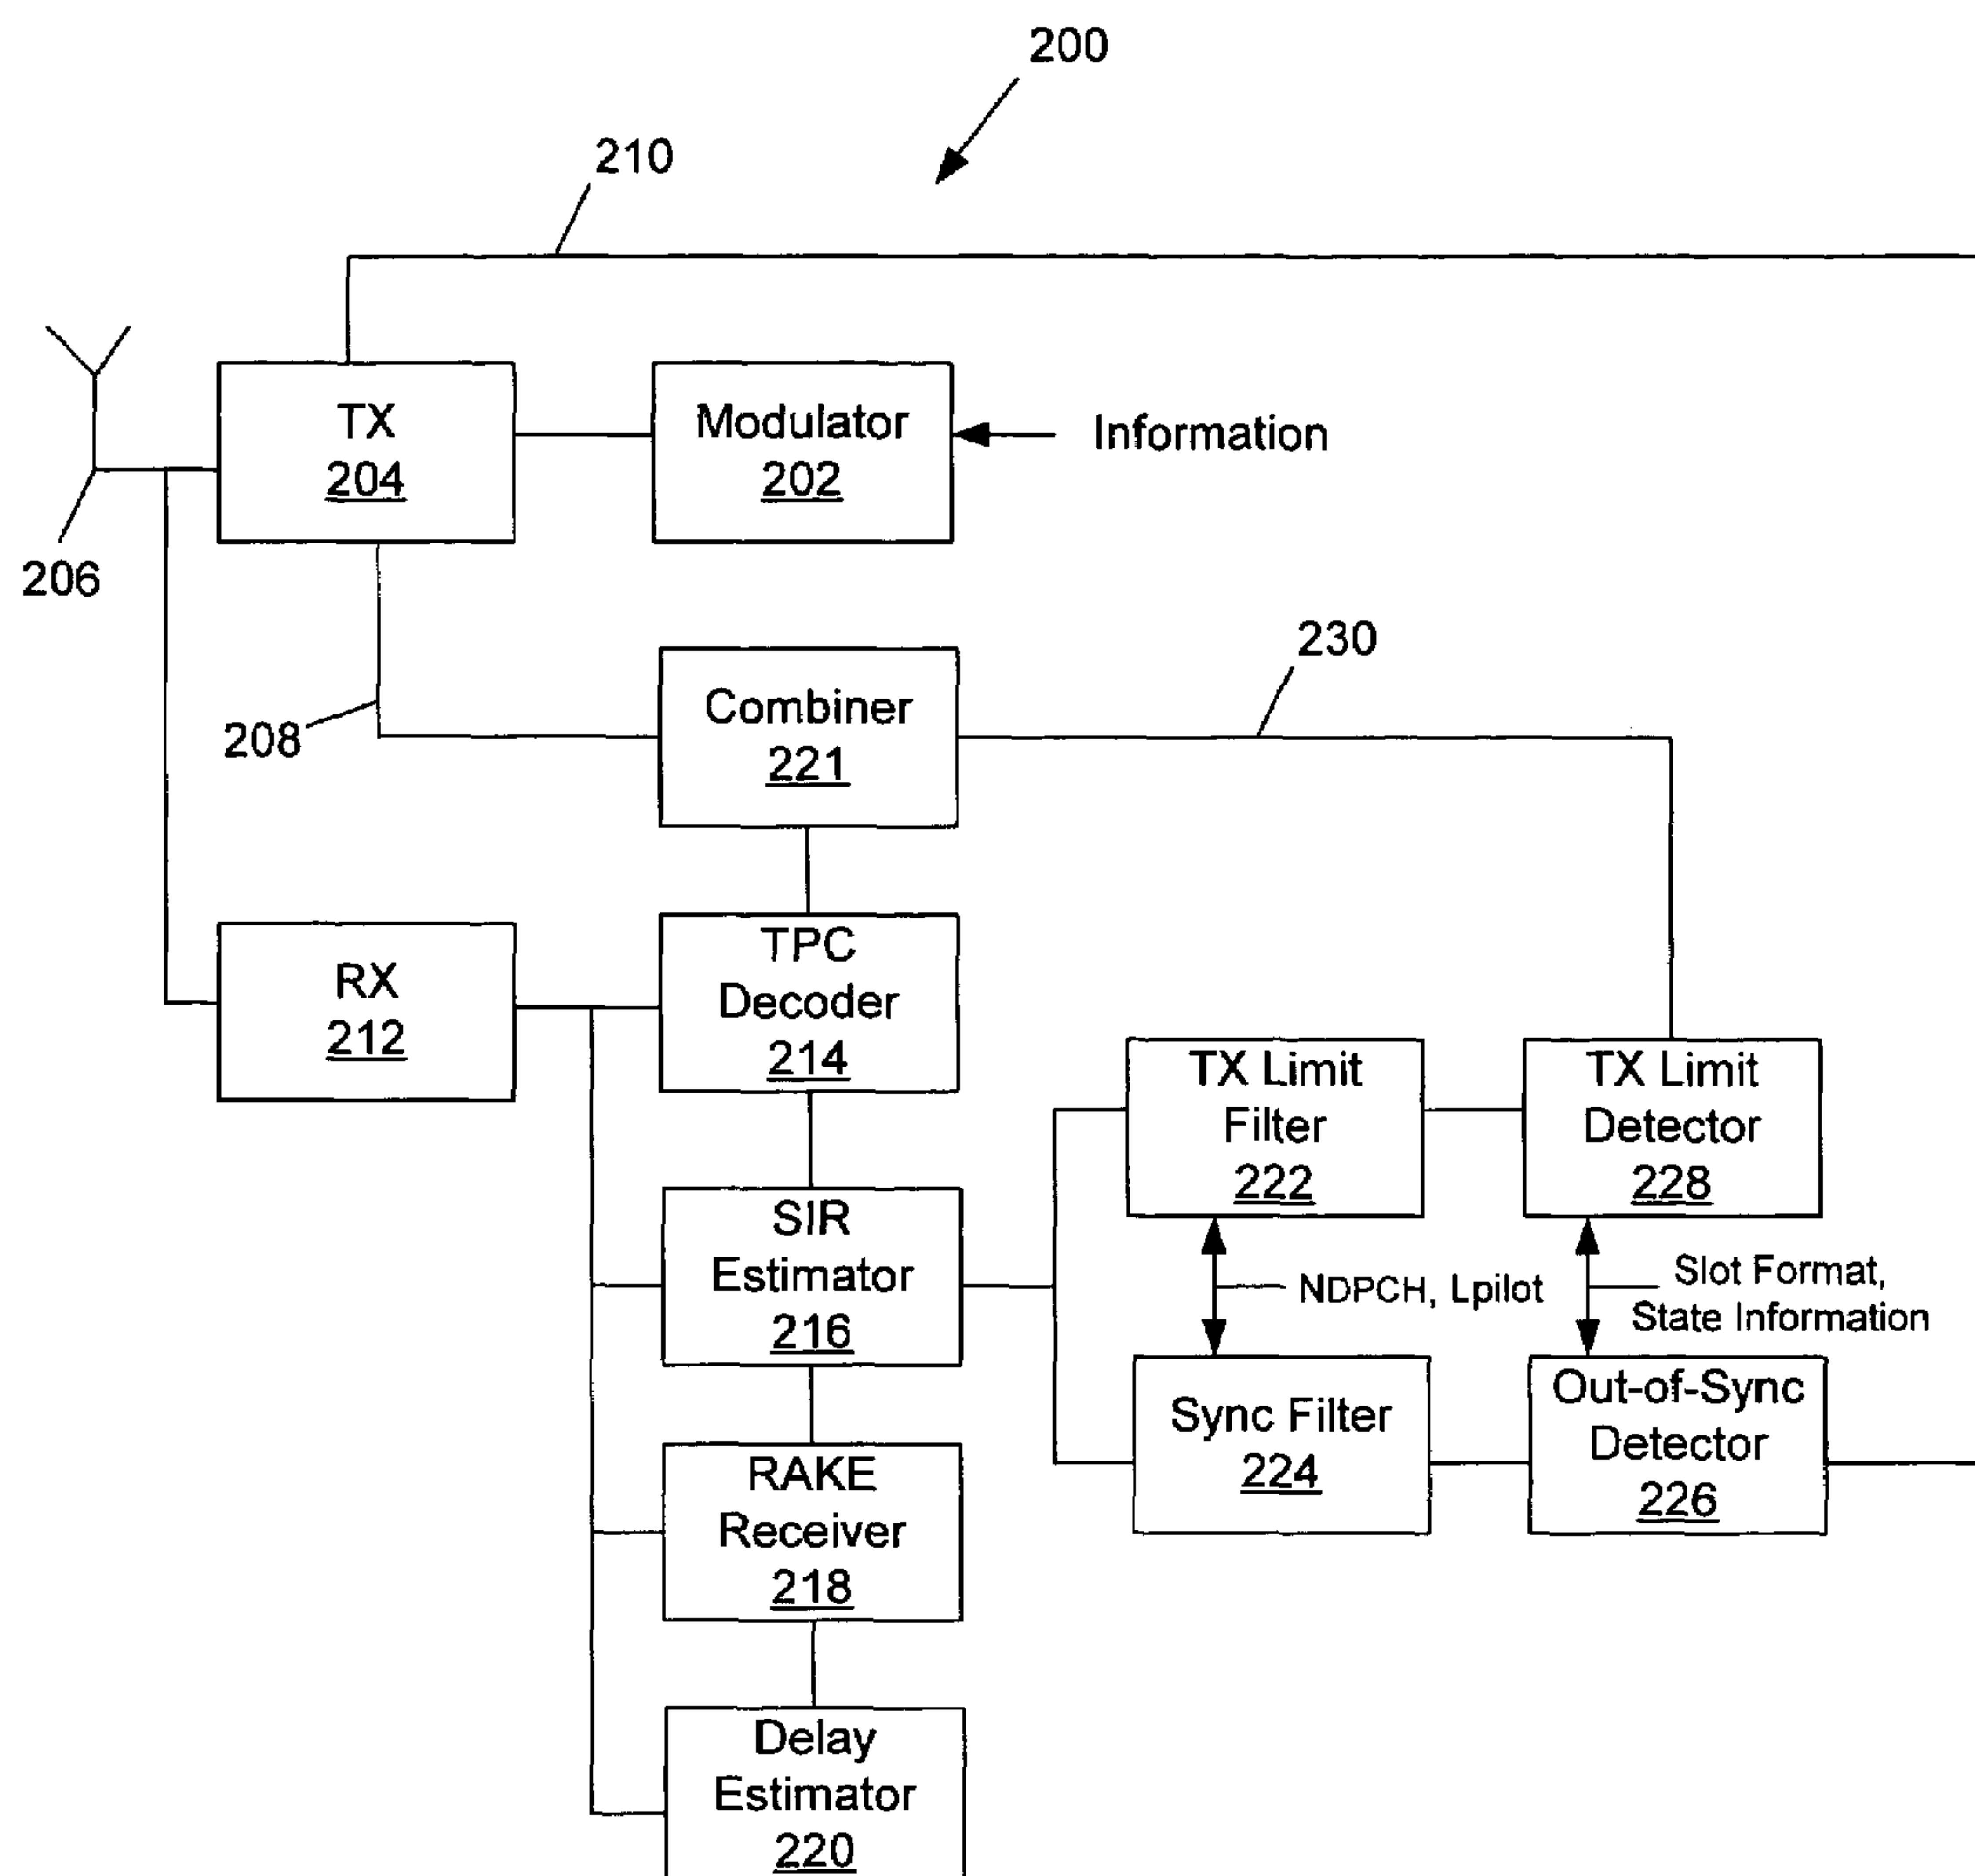 200
210
TX
204
Modulator
202
Information
206
208
Combiner
221
230
RX
212
TPC
Decoder
214
TX Limit
Filter
222
TX Limit
Detector
228
SIR
Estimator
216
NDPCH, Lpilot
Slot Format,
State Information
Sync Filter
224
Out-of-Sync
Detector
226
RAKE
Receiver
218
Delay
Estimator
220